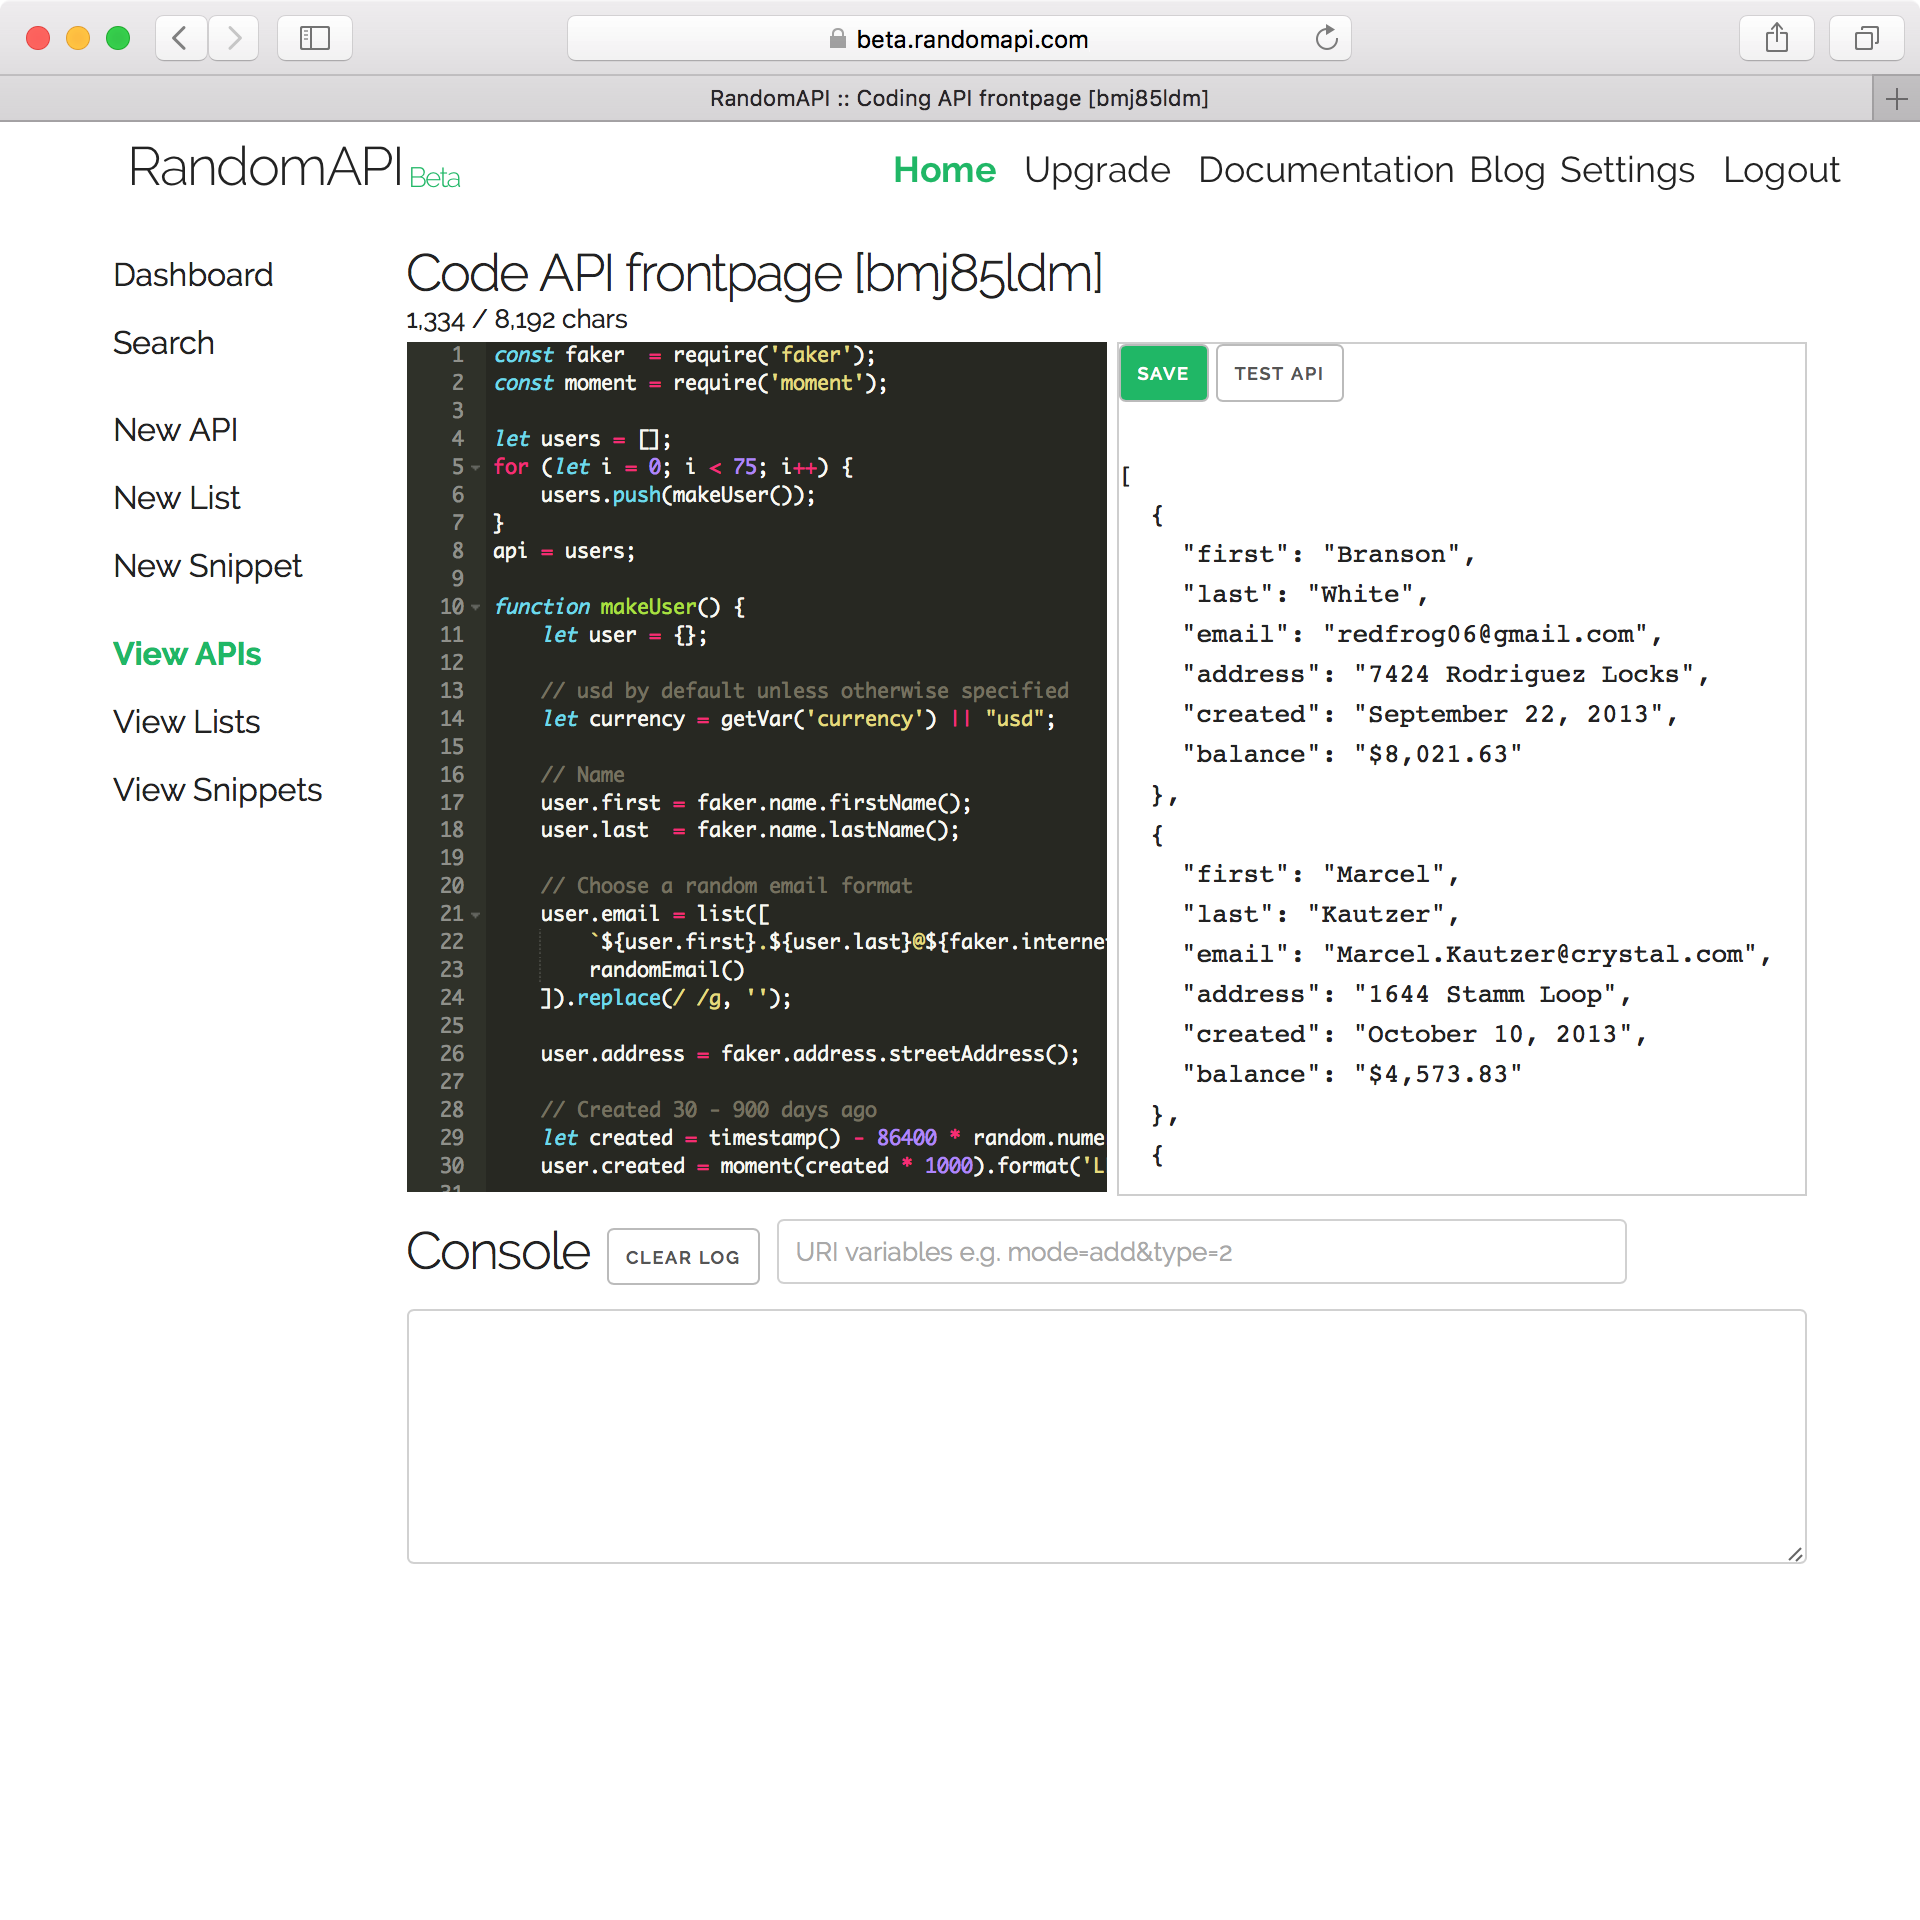 beta.randomapi.com
RandomAPI :: Coding API frontpage [bmj85ldm]
RandomAPI Beta
Home Upgrade Documentation Blog Settings Logout
Dashboard
Search
New API
New List
New Snippet
View APIs
View Lists
View Snippets
Code API frontpage [bmj85ldm]
1,334 / 8,192 chars
1 const faker  = require('faker');
2 const moment = require('moment');
3
4 let users = [];
5 for (let i = 0; i < 75; i++) {
6     users.push(makeUser());
7 }
8 api = users;
9
10 function makeUser() {
11     let user = {};
12
13     // usd by default unless otherwise specified
14     let currency = getVar('currency') || "usd";
15
16     // Name
17     user.first = faker.name.firstName();
18     user.last  = faker.name.lastName();
19
20     // Choose a random email format
21     user.email = list([
22         `${user.first}.${user.last}@${faker.interne
23         randomEmail()
24     ]).replace(/ /g, '');
25
26     user.address = faker.address.streetAddress();
27
28     // Created 30 - 900 days ago
29     let created = timestamp() - 86400 * random.nume
30     user.created = moment(created * 1000).format('L
31
SAVE TEST API
[
  {
    "first": "Branson",
    "last": "White",
    "email": "redfrog06@gmail.com",
    "address": "7424 Rodriguez Locks",
    "created": "September 22, 2013",
    "balance": "$8,021.63"
  },
  {
    "first": "Marcel",
    "last": "Kautzer",
    "email": "Marcel.Kautzer@crystal.com",
    "address": "1644 Stamm Loop",
    "created": "October 10, 2013",
    "balance": "$4,573.83"
  },
  {
Console CLEAR LOG URI variables e.g. mode=add&type=2